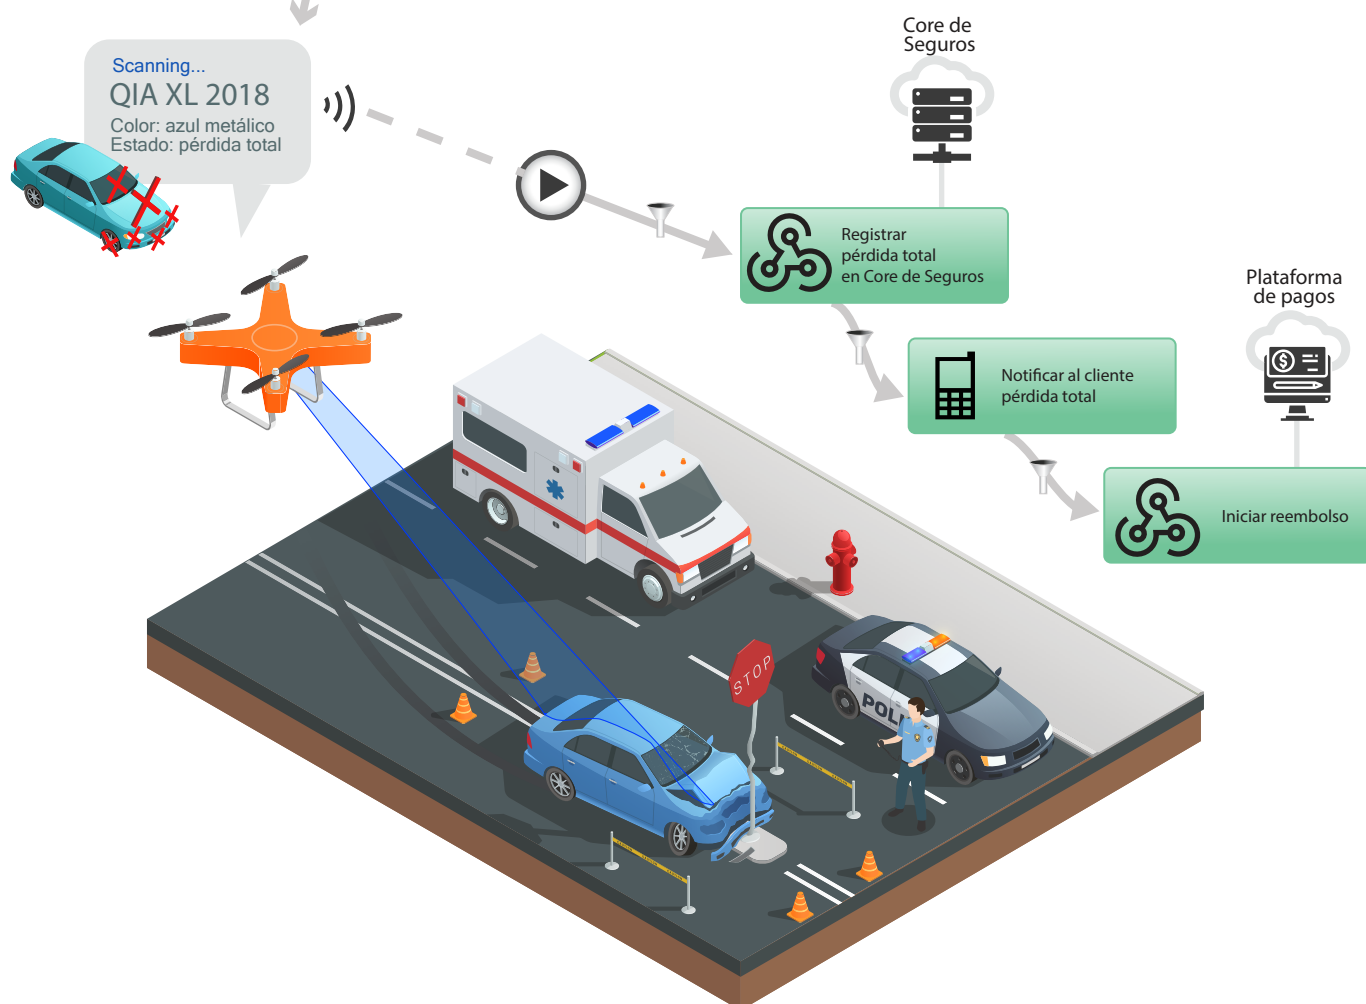 Scanning...
QIA XL 2018
Color: azul metálico
Estado: pérdida total
Core de
Seguros
Registrar
pérdida total
en Core de Seguros
Plataforma
de pagos
Notificar al cliente
pérdida total
Iniciar reembolso
STOP